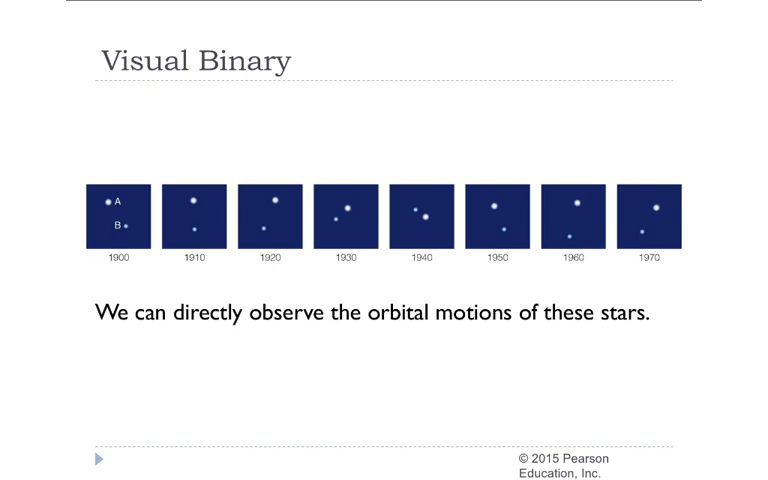 Visual Binary
A
B
1900 1910 1920 1930 1940 1950 1960 1970
We can directly observe the orbital motions of these stars.
© 2015 Pearson
Education, Inc.